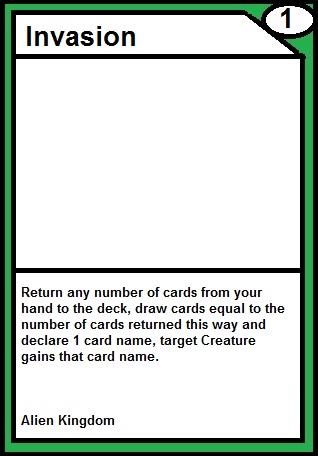 Invasion
1
Return any number of cards from your
hand to the deck, draw cards equal to the
number of cards returned this way and
declare 1 card name, target Creature
gains that card name.
Alien Kingdom